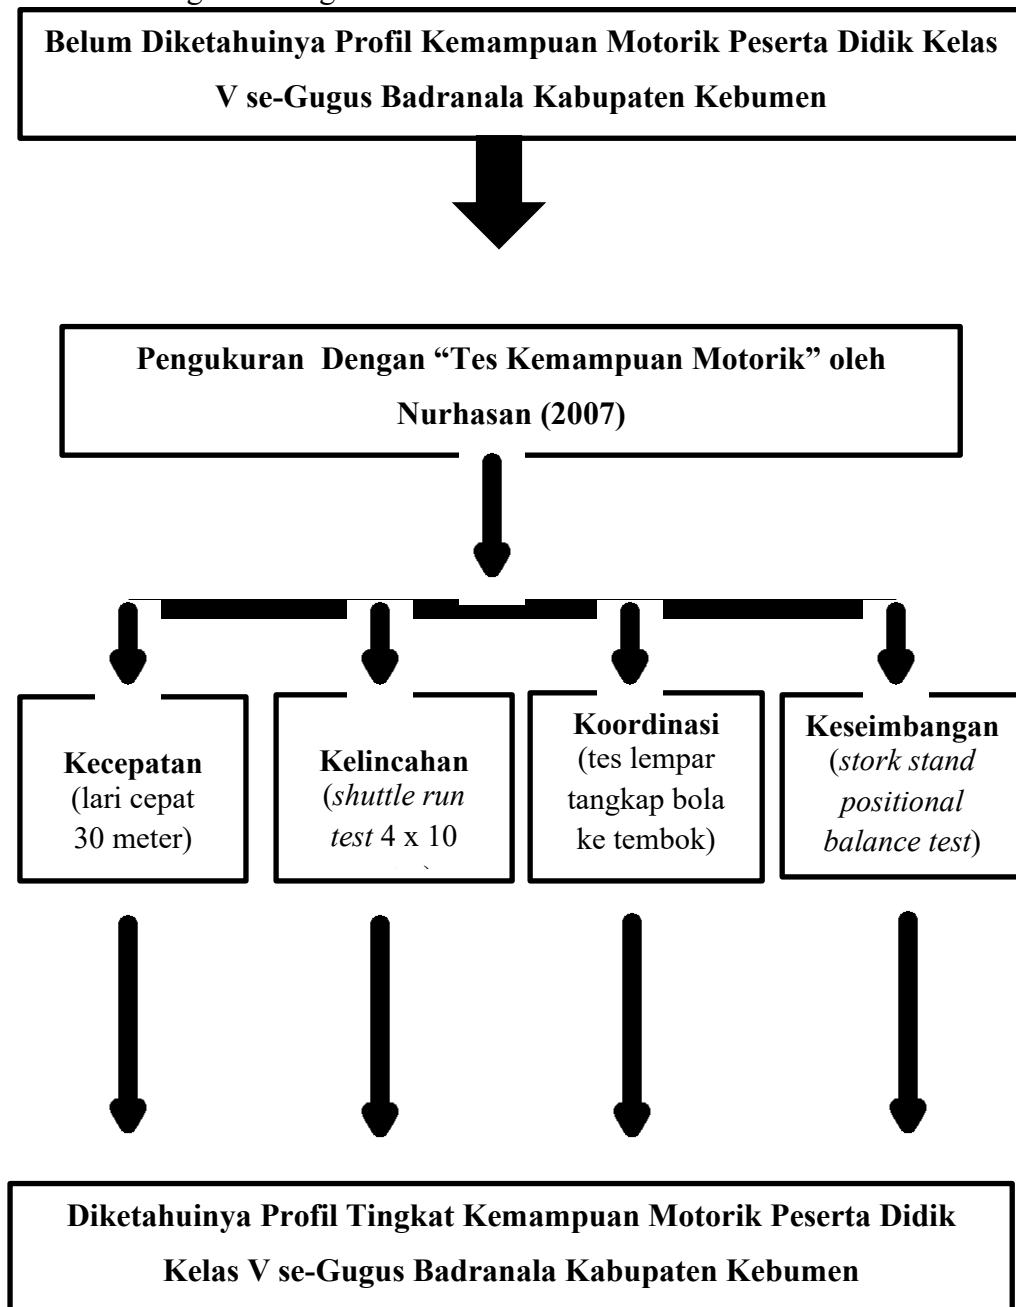 Belum Diketahuinya Profil Kemampuan Motorik Peserta Didik Kelas
V se-Gugus Badranala Kabupaten Kebumen
Pengukuran Dengan “Tes Kemampuan Motorik” oleh
Nurhasan (2007)
Kecepatan
(lari cepat
30 meter)
Kelincahan
(shuttle run
test 4 x 10
Koordinasi
(tes lempar
tangkap bola
ke tembok)
Keseimbangan
(stork stand
positional
balance test)
Diketahuinya Profil Tingkat Kemampuan Motorik Peserta Didik
Kelas V se-Gugus Badranala Kabupaten Kebumen